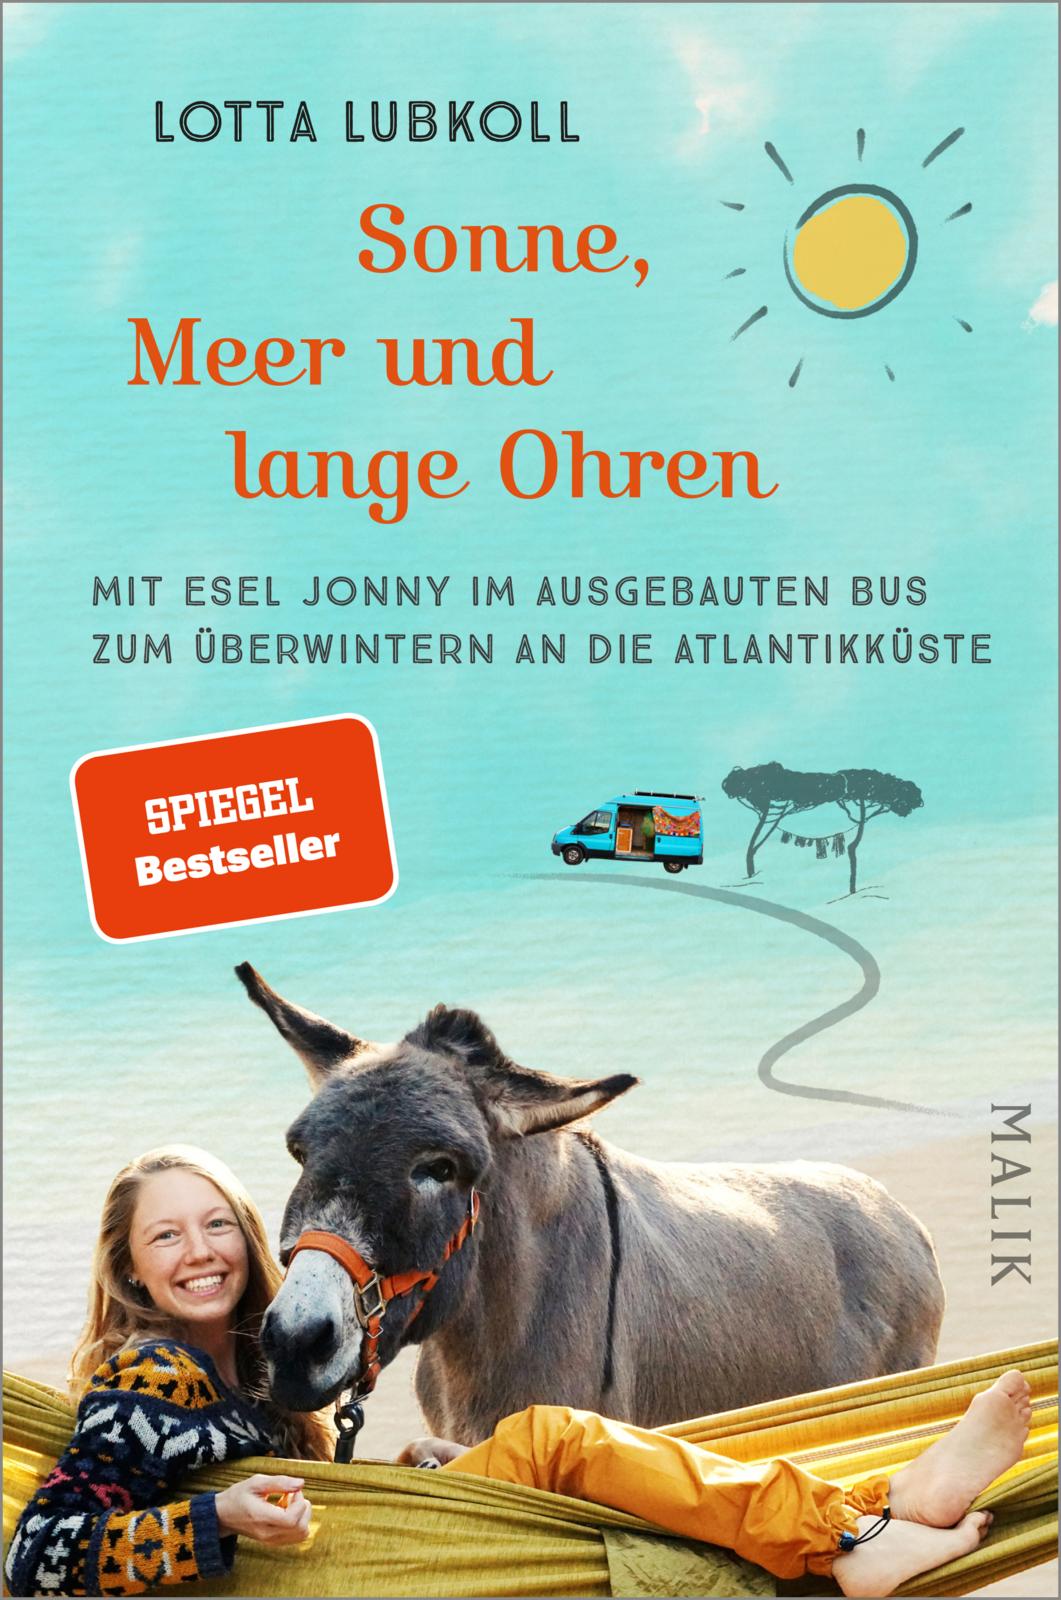 LOTTA LUBKOLL
Sonne,
Meer und
lange Ohren
MIT ESEL JONNY IM AUSGEBAUTEN BUS
ZUM ÜBERWINTERN AN DIE ATLANTIKKÜSTE
SPIEGEL
Bestseller
MALIK